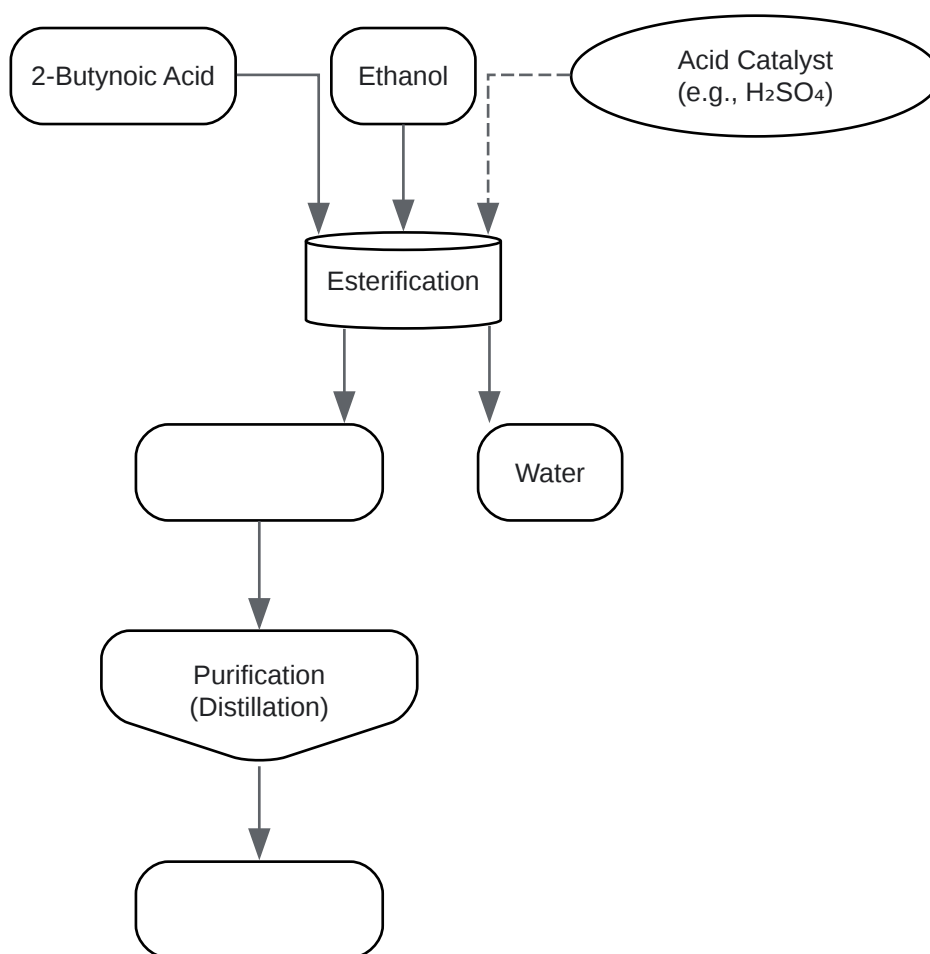 2-Butynoic Acid
Ethanol
Acid Catalyst
(e.g., H₂SO₄)
Esterification
Water
Purification
(Distillation)